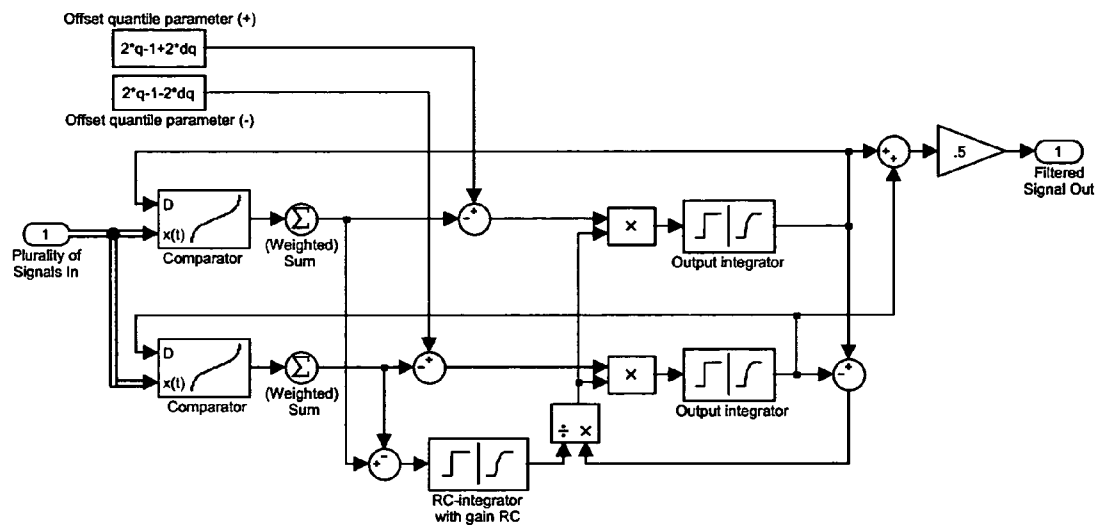 Offset quantile parameter (+)
2*q-1+2*dq
2*q-1-2*dq
Offset quantile parameter (-)
D
x(t)
Comparator
Σ
(Weighted)
Sum
- +
×
Output integrator
+
+
.5
1
Filtered
Signal Out
1
Plurality of
Signals In
D
x(t)
Comparator
Σ
(Weighted)
Sum
- +
×
Output integrator
- +
÷ ×
+ -
RC-integrator
with gain RC